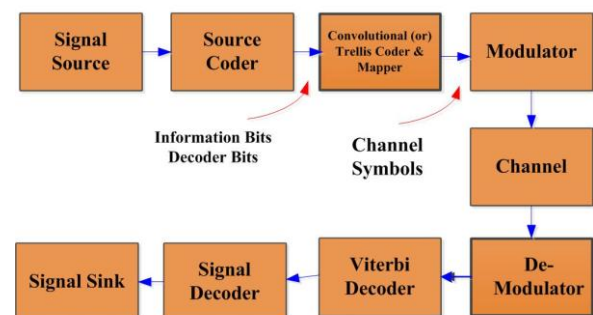 Signal
Source
Source
Coder
Convolutional (or)
Trellis Coder &
Mapper
Modulator
Information Bits
Decoder Bits
Channel
Symbols
Channel
Signal Sink
Signal
Decoder
Viterbi
Decoder
De-
Modulator